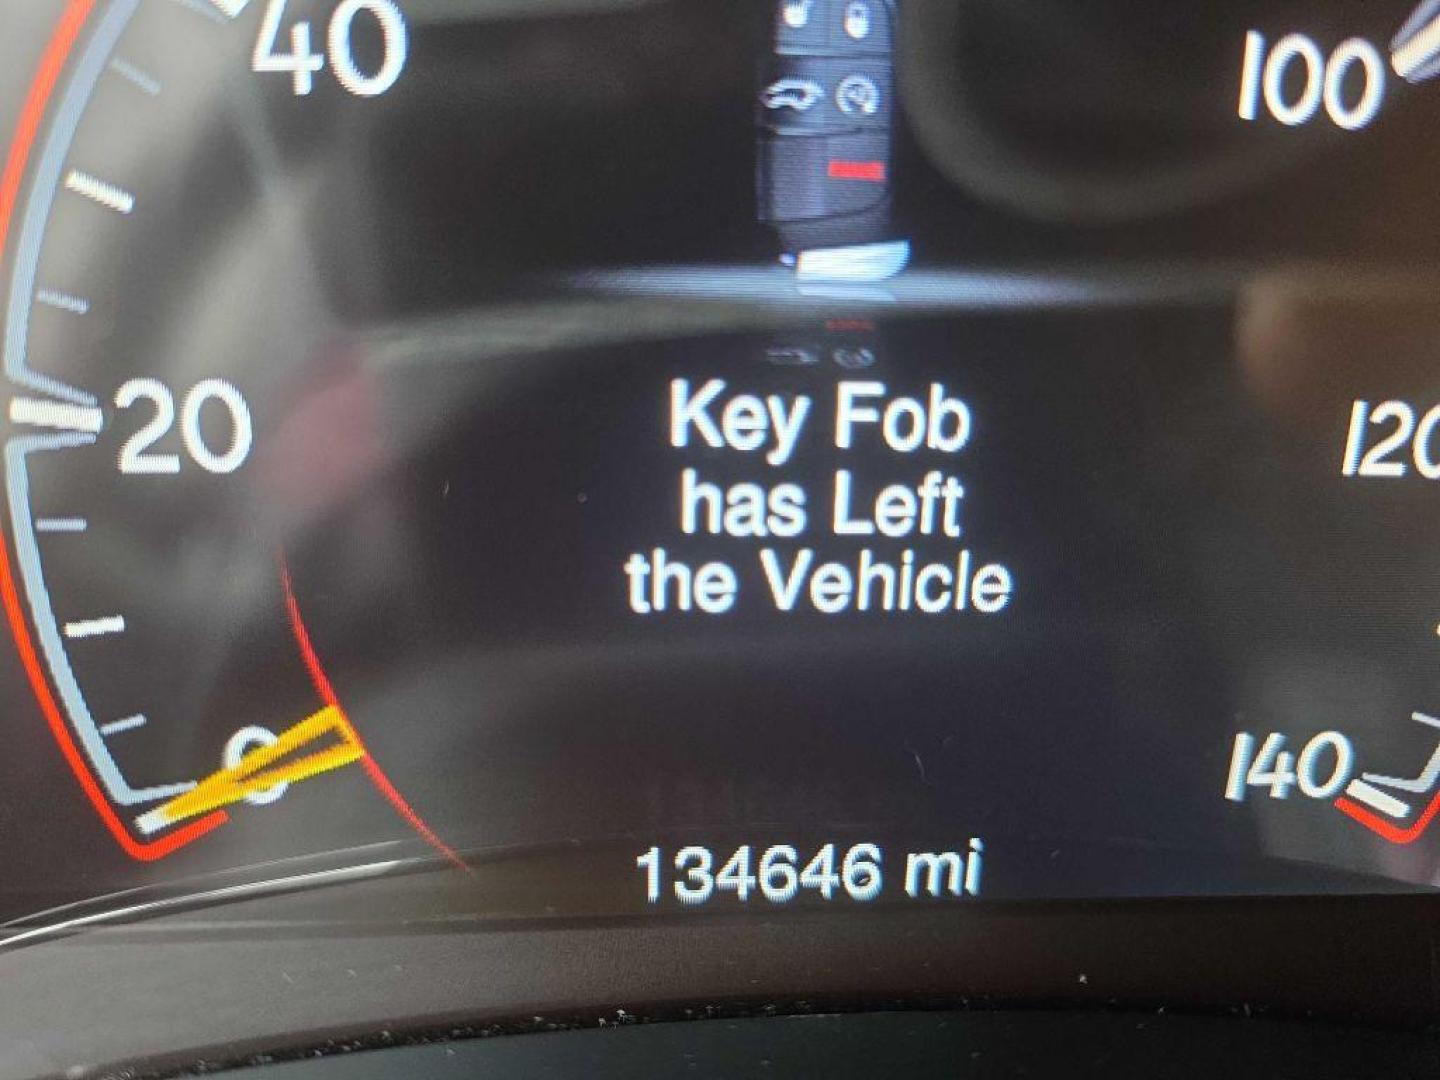 40
100
20
Key Fob
has Left
the Vehicle
120
0
140
134646 mi